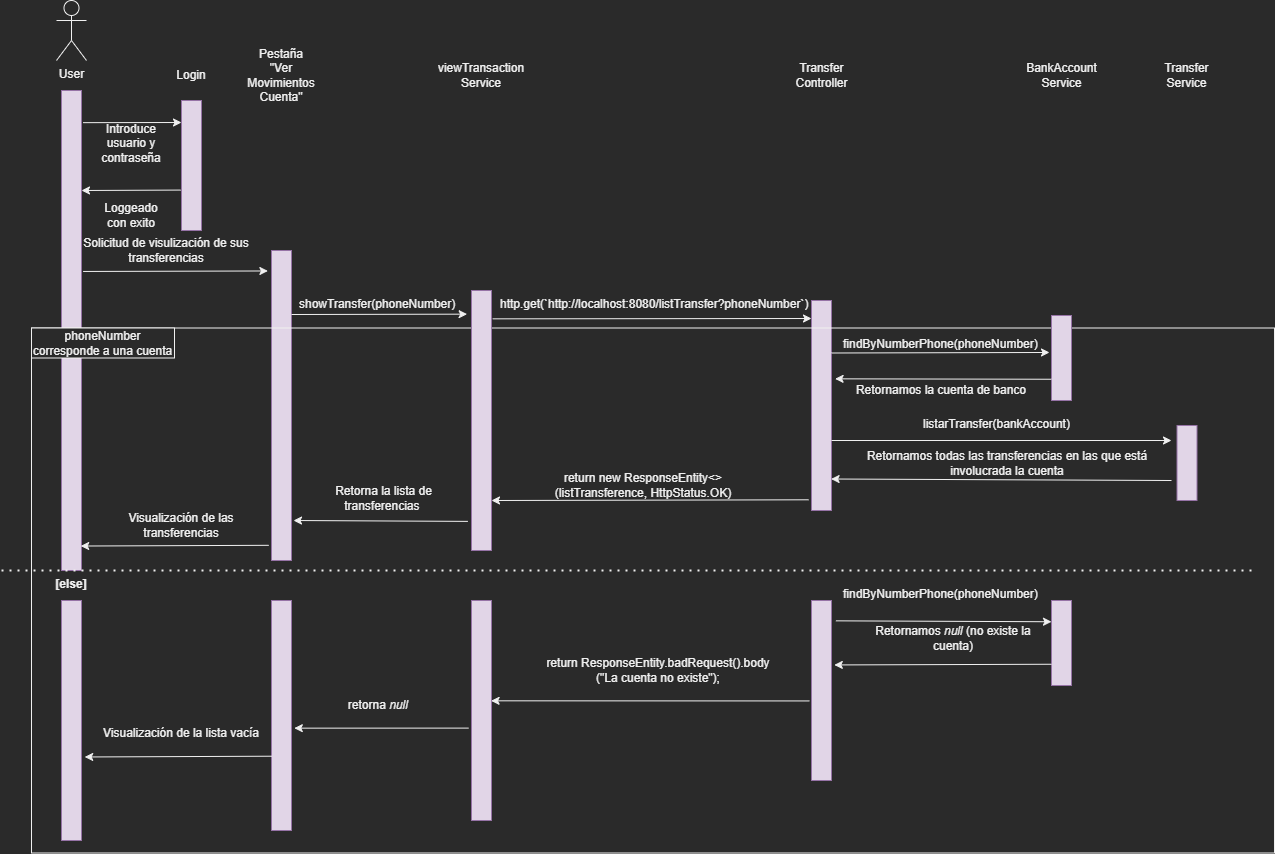 User
Login
Pestaña
"Ver
Movimientos
Cuenta"
viewTransaction
Service
Transfer
Controller
BankAccount
Service
Transfer
Service
Introduce
usuario y
contraseña
Loggeado
con exito
Solicitud de visulización de sus
transferencias
showTransfer(phoneNumber)
http.get(`http://localhost:8080/listTransfer?phoneNumber`)
phoneNumber
corresponde a una cuenta
findByNumberPhone(phoneNumber)
Retornamos la cuenta de banco
listarTransfer(bankAccount)
Retornamos todas las transferencias en las que está
involucrada la cuenta
return new ResponseEntity<>
(listTransference, HttpStatus.OK)
Retorna la lista de
transferencias
Visualización de las
transferencias
[else]
findByNumberPhone(phoneNumber)
Retornamos null (no existe la
cuenta)
return ResponseEntity.badRequest().body
("La cuenta no existe");
retorna null
Visualización de la lista vacía